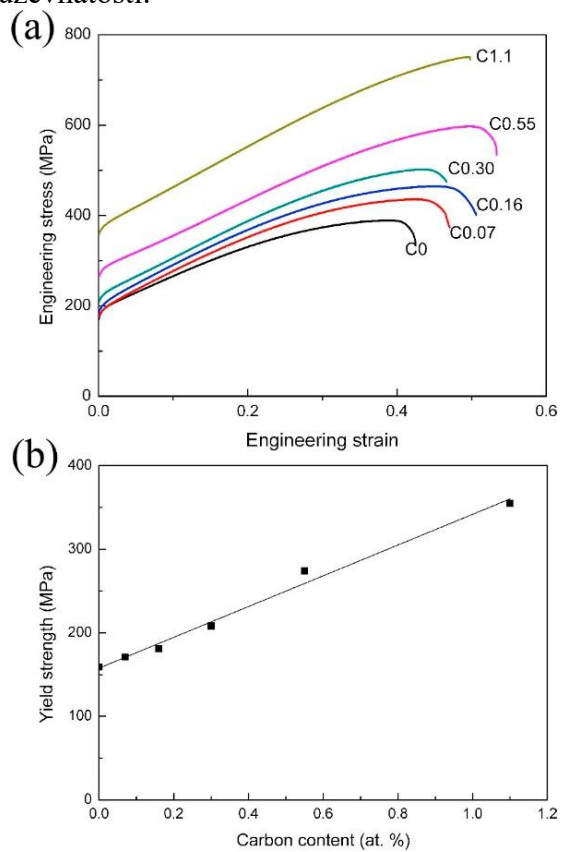 (a)
800
600
400
200
0
Engineering stress (MPa)
C1.1
C0.55
C0.30
C0.16
C0.07
C0
0.0 0.2 0.4 0.6
Engineering strain
(b)
400
300
200
100
0
Yield strength (MPa)
0.0 0.2 0.4 0.6 0.8 1.0 1.2
Carbon content (at. %)